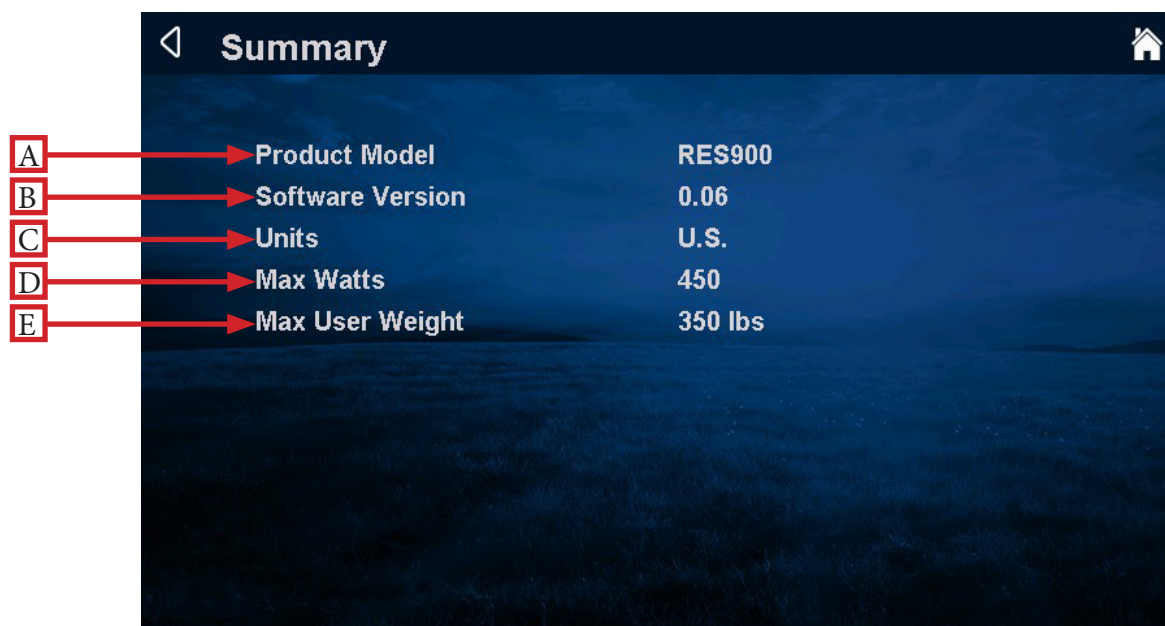 Summary
A Product Model RES900
B Software Version 0.06
C Units U.S.
D Max Watts 450
E Max User Weight 350 lbs